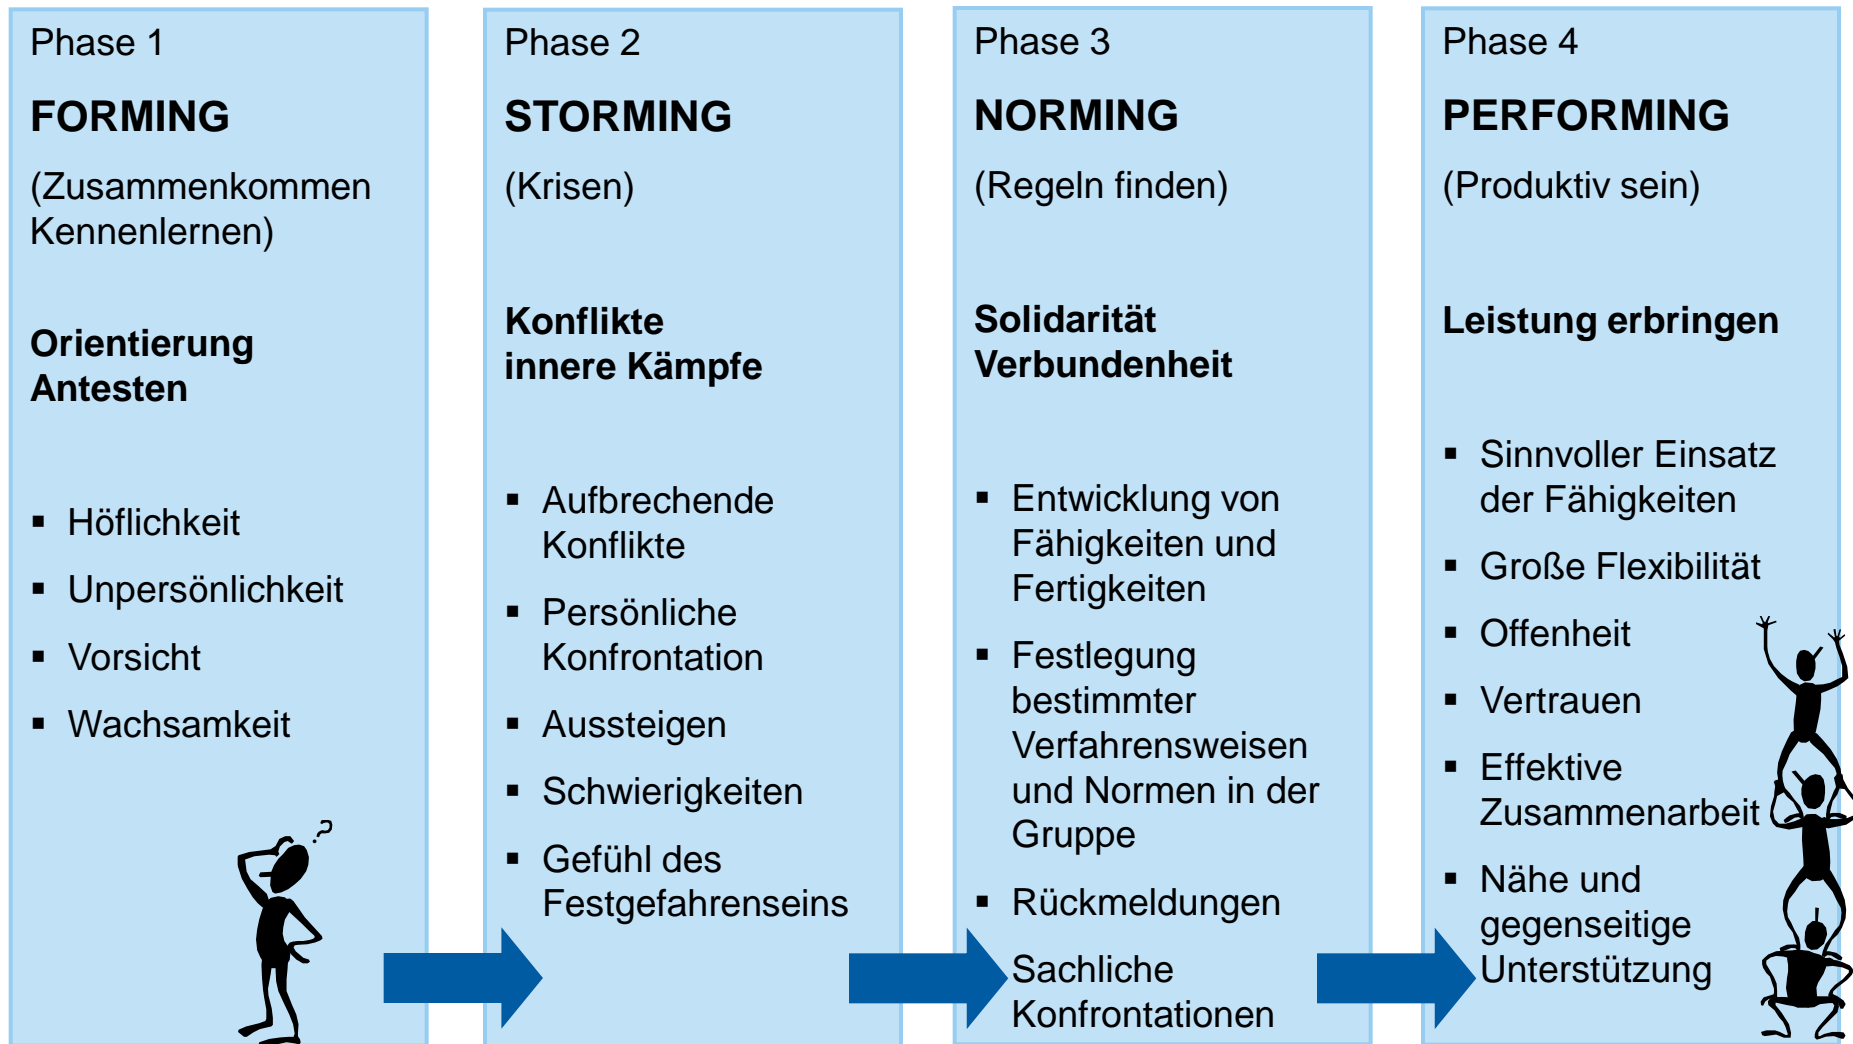 Phase 1
FORMING
(Zusammenkommen
Kennenlernen)
Orientierung
Antesten
▪ Höflichkeit
▪ Unpersönlichkeit
▪ Vorsicht
▪ Wachsamkeit
?
Phase 2
STORMING
(Krisen)
Konflikte
innere Kämpfe
▪ Aufbrechende
Konflikte
▪ Persönliche
Konfrontation
▪ Aussteigen
▪ Schwierigkeiten
▪ Gefühl des
Festgefahrenseins
Phase 3
NORMING
(Regeln finden)
Solidarität
Verbundenheit
▪ Entwicklung von
Fähigkeiten und
Fertigkeiten
▪ Festlegung
bestimmter
Verfahrensweisen
und Normen in der
Gruppe
▪ Rückmeldungen
Sachliche
Konfrontationen
Phase 4
PERFORMING
(Produktiv sein)
Leistung erbringen
▪ Sinnvoller Einsatz
der Fähigkeiten
▪ Große Flexibilität
▪ Offenheit
▪ Vertrauen
▪ Effektive
Zusammenarbeit
▪ Nähe und
gegenseitige
Unterstützung